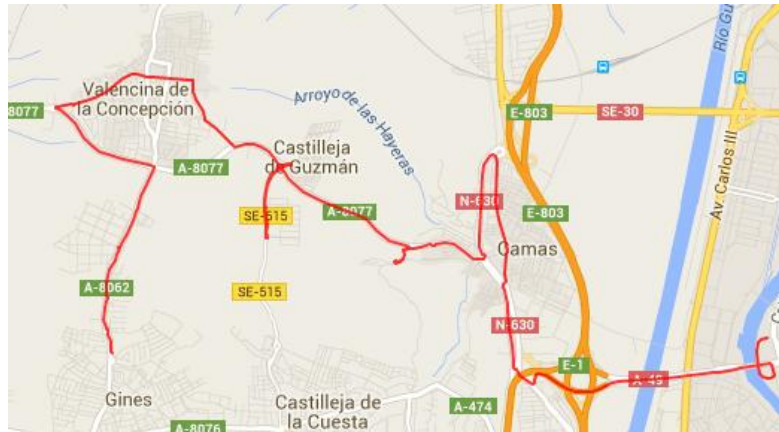 Río Gu
E-803
SE-30
8077
Valencina de
la Concepción
Arroyo de las Hayeras
Av. Carlos III
A-8077
Castilleja
de Guzmán
SE-515
A-8077
N-630
E-803
Camas
A-8062
SE-515
N-630
E-1
A-49
Gines
Castilleja de
la Cuesta
A-474
A-8076